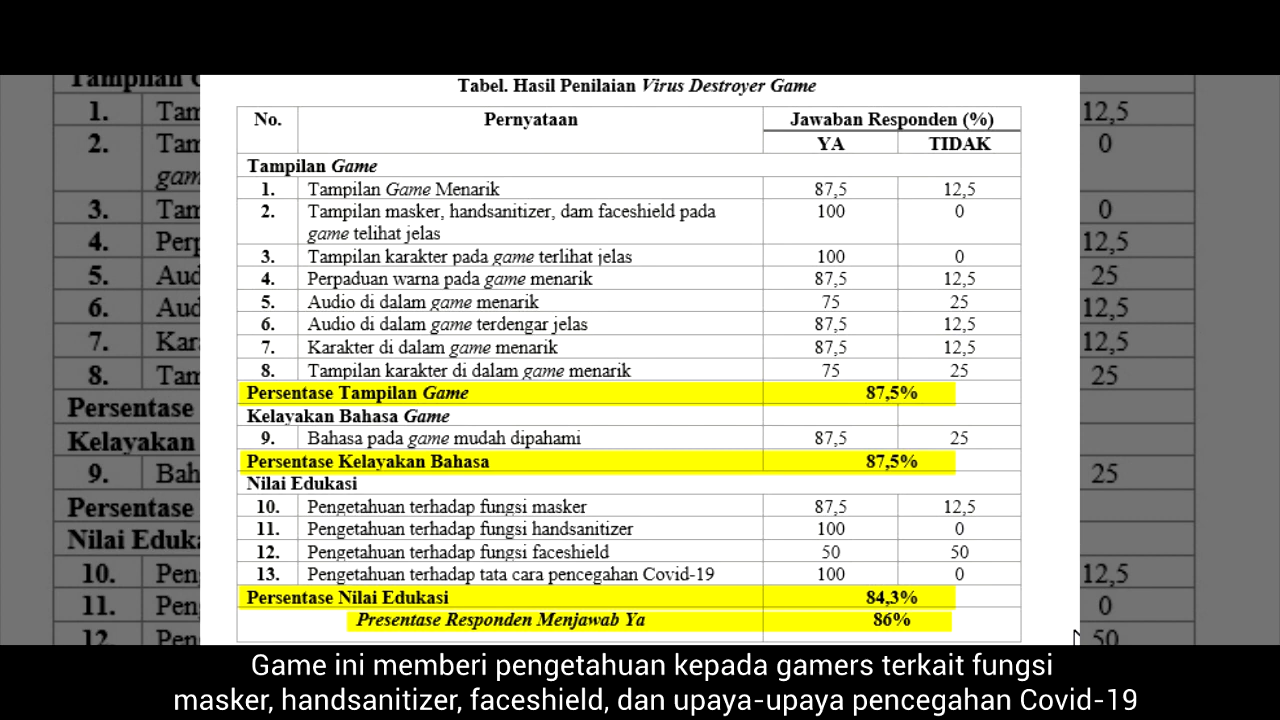 Tabel. Hasil Penilaian Virus Destroyer Game
No. Pernyataan Jawaban Responden (%)
YA TIDAK
Tampilan Game
1. Tampilan Game Menarik 87,5 12,5
2. Tampilan masker, handsanitizer, dam faceshield pada 100 0
game telihat jelas
3. Tampilan karakter pada game terlihat jelas 100 0
4. Perpaduan warna pada game menarik 87,5 12,5
5. Audio di dalam game menarik 75 25
6. Audio di dalam game terdengar jelas 87,5 12,5
7. Karakter di dalam game menarik 87,5 12,5
8. Tampilan karakter di dalam game menarik 75 25
Persentase Tampilan Game 87,5%
Kelayakan Bahasa Game
9. Bahasa pada game mudah dipahami 87,5 25
Persentase Kelayakan Bahasa 87,5%
Nilai Edukasi
10. Pengetahuan terhadap fungsi masker 87,5 12,5
11. Pengetahuan terhadap fungsi handsanitizer 100 0
12. Pengetahuan terhadap fungsi faceshield 50 50
13. Pengetahuan terhadap tata cara pencegahan Covid-19 100 0
Persentase Nilai Edukasi 84,3%
Presentase Responden Menjawab Ya 86%
Game ini memberi pengetahuan kepada gamers terkait fungsi
masker, handsanitizer, faceshield, dan upaya-upaya pencegahan Covid-19